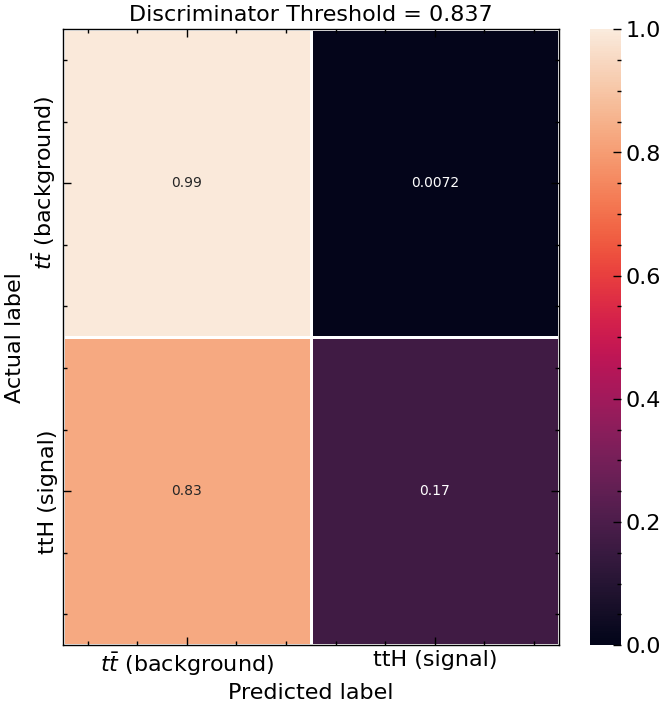 Discriminator Threshold = 0.837
Actual label
tt̄ (background)
ttH (signal)
0.99
0.0072
0.83
0.17
tt̄ (background)
ttH (signal)
Predicted label
1.0
0.8
0.6
0.4
0.2
0.0